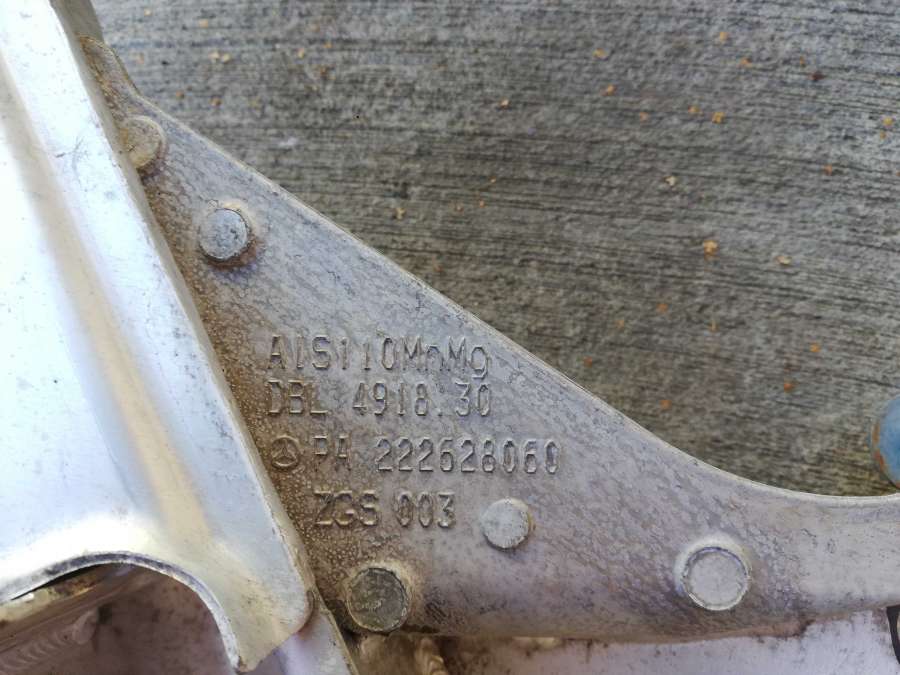 AlSi10MnMg
DBL 4918.30
PA 222628060
ZGS 003